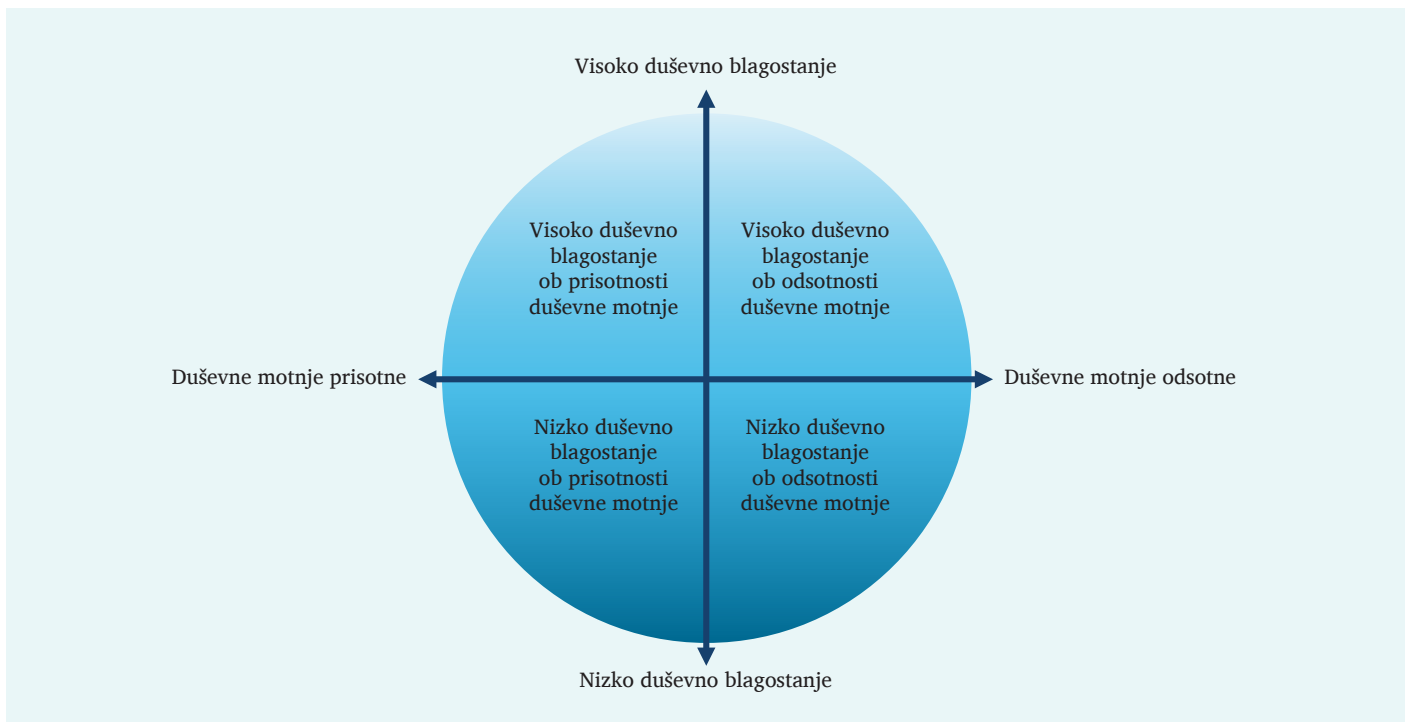 Visoko duševno blagostanje
Visoko duševno
blagostanje
ob prisotnosti
duševne motnje
Visoko duševno
blagostanje
ob odsotnosti
duševne motnje
Duševne motnje prisotne
Duševne motnje odsotne
Nizko duševno
blagostanje
ob prisotnosti
duševne motnje
Nizko duševno
blagostanje
ob odsotnosti
duševne motnje
Nizko duševno blagostanje